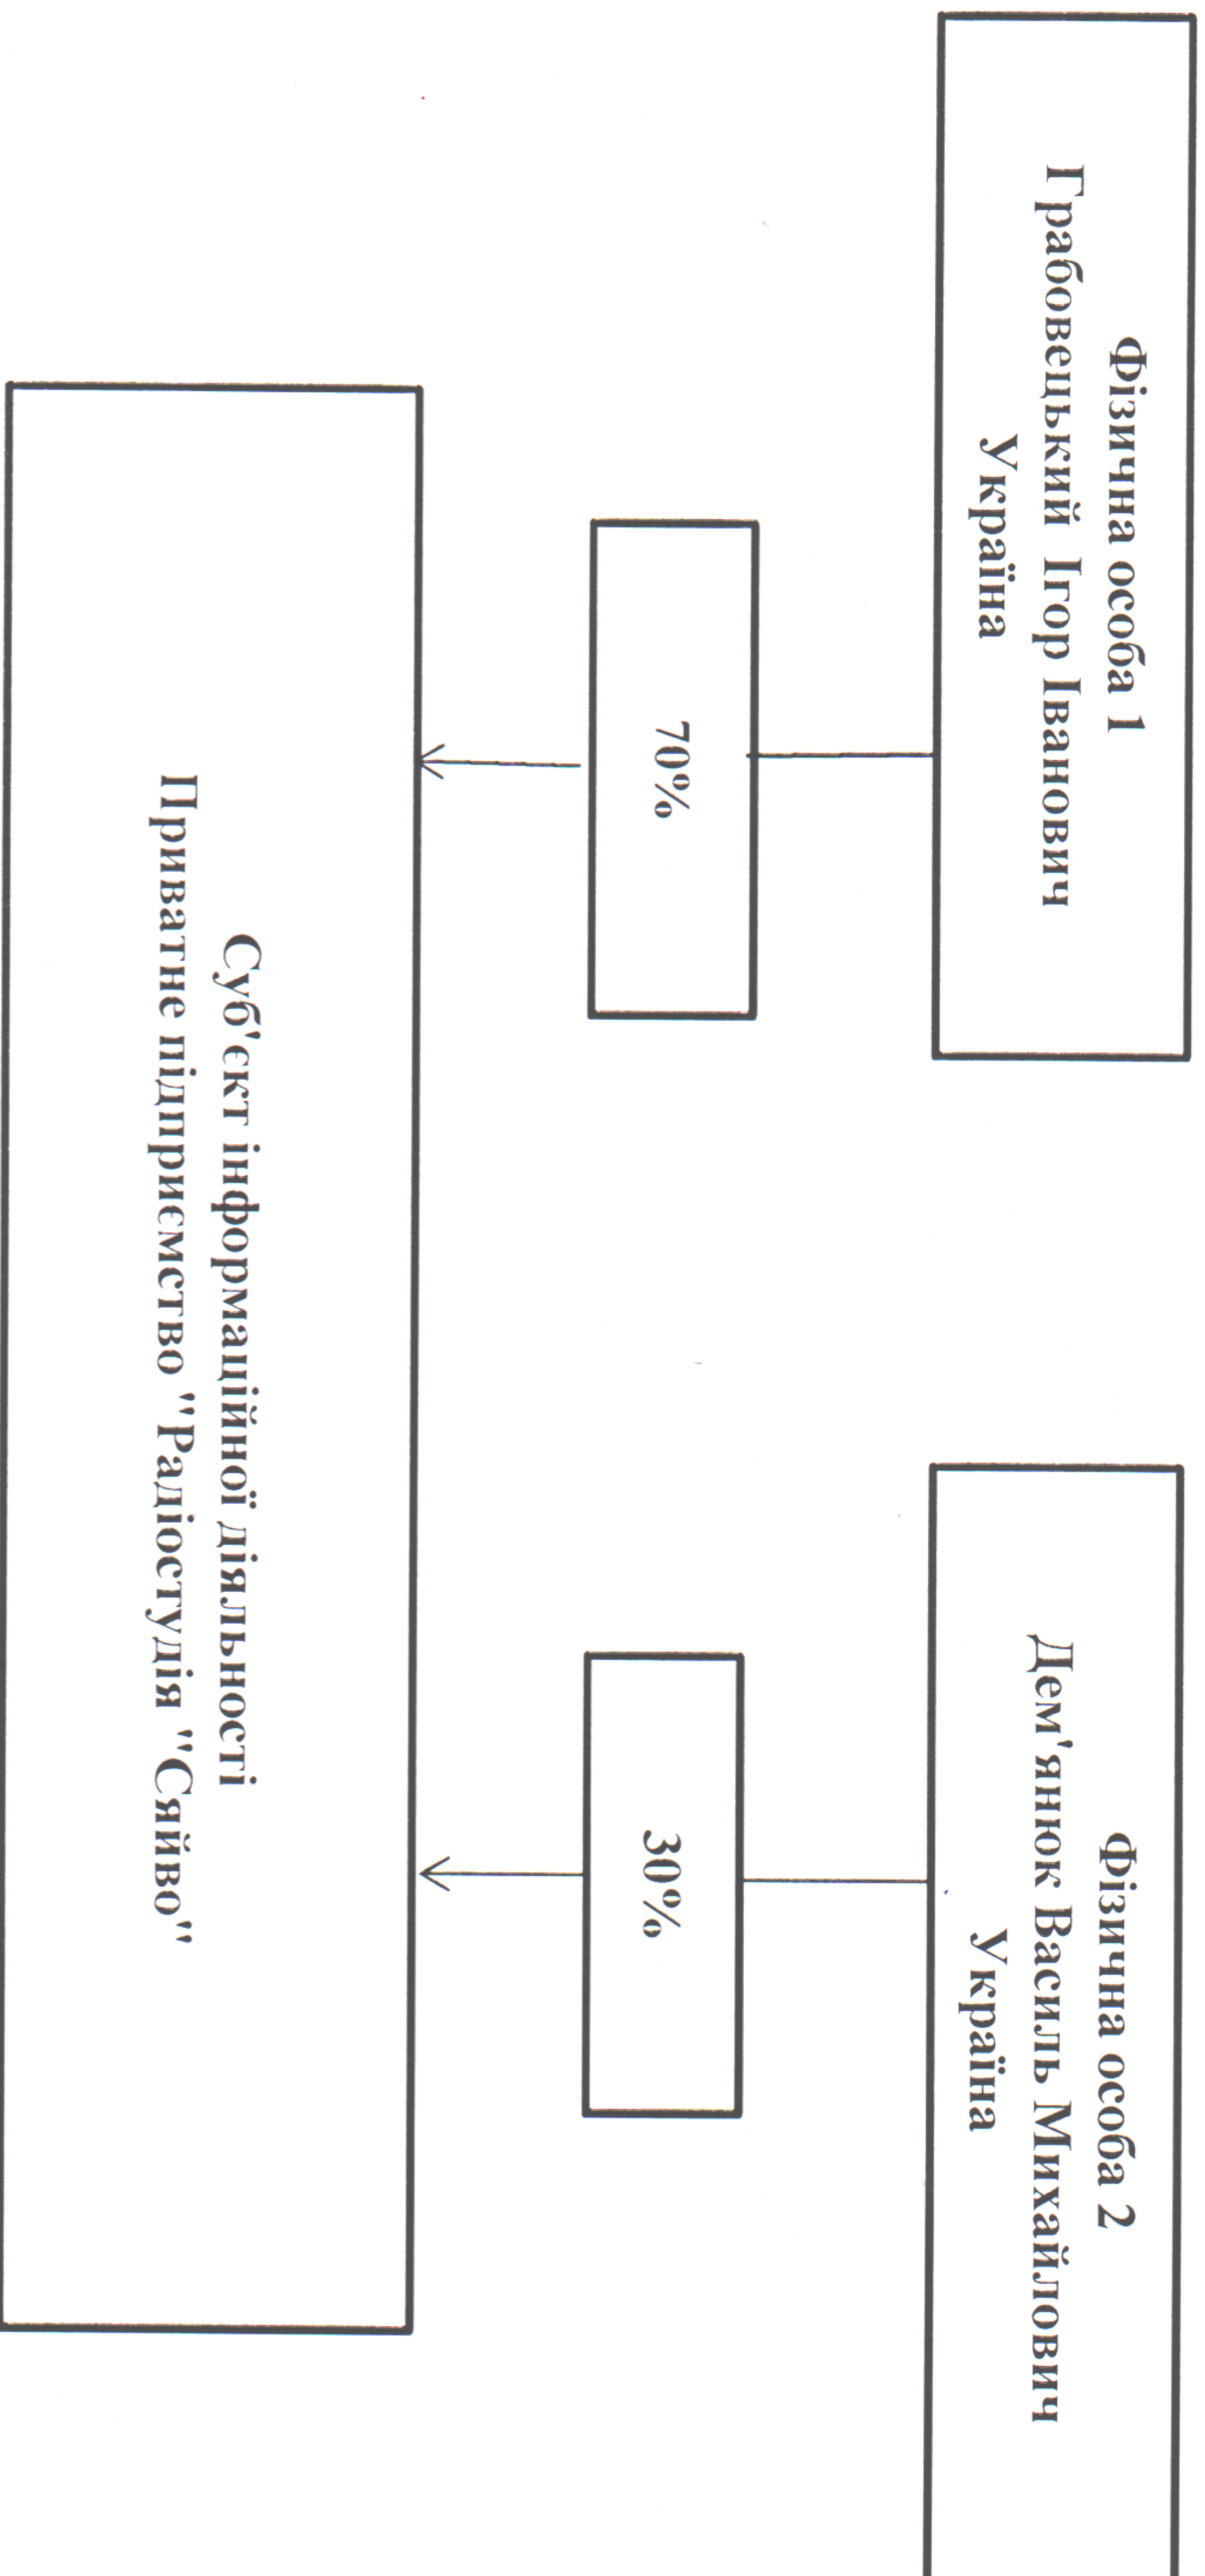 Фізична особа 1
Грабовецький Ігор Іванович
Україна
Фізична особа 2
Дем'янюк Василь Михайлович
Україна
70%
30%
Суб'єкт інформаційної діяльності
Приватне підприємство "Радіостудія "Сяйво"